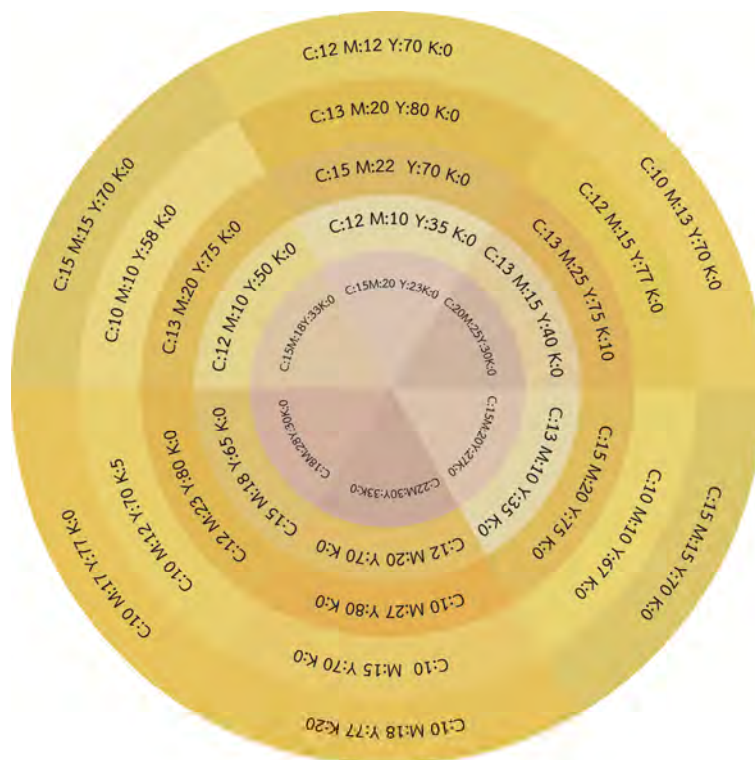 C:12 M:12 Y:70 K:0
C:10 M:13 Y:70 K:0
C:15 M:15 Y:70 K:0
C:10 M:18 Y:77 K:20
C:10 M:17 Y:77 K:0
C:15 M:15 Y:70 K:0
C:13 M:20 Y:80 K:0
C:12 M:15 Y:77 K:0
C:10 M:10 Y:67 K:0
C:10 M:15 Y:70 K:0
C:10 M:12 Y:70 K:5
C:10 M:10 Y:58 K:0
C:15 M:22 Y:70 K:0
C:13 M:25 Y:75 K:10
C:15 M:20 Y:75 K:0
C:10 M:27 Y:80 K:0
C:12 M:23 Y:80 K:0
C:13 M:20 Y:75 K:0
C:12 M:10 Y:35 K:0
C:13 M:15 Y:40 K:0
C:13 M:10 Y:35 K:0
C:12 M:20 Y:70 K:0
C:15 M:18 Y:65 K:0
C:12 M:10 Y:50 K:0
C:15M:20 Y:23K:0
C:20M:25Y:30K:0
C:15M:20Y:27K:0
C:22M:30Y:33K:0
C:18M:28Y:30K:0
C:15M:18Y:33K:0